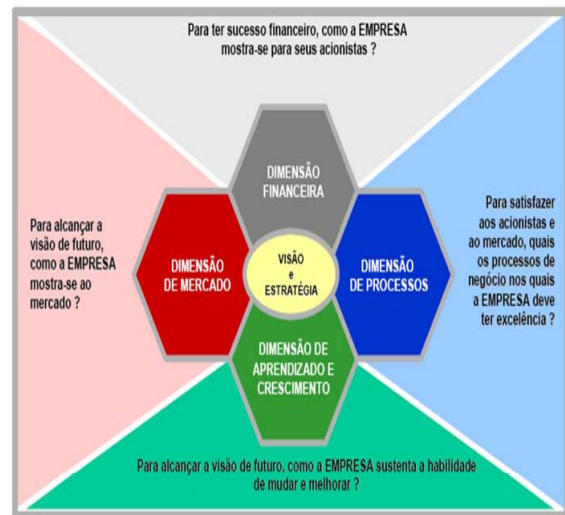 Para ter sucesso financeiro, como a EMPRESA
mostra-se para seus acionistas ?
DIMENSÃO
FINANCEIRA
Para alcançar a
visão de futuro,
como a EMPRESA
mostra-se ao
mercado ?
DIMENSÃO
DE MERCADO
VISÃO
e
ESTRATÉGIA
DIMENSÃO
DE PROCESSOS
Para satisfazer
aos acionistas e
ao mercado, quais
os processos de
negócio nos quais
a EMPRESA deve
ter excelência ?
DIMENSÃO DE
APRENDIZADO E
CRESCIMENTO
Para alcançar a visão de futuro, como a EMPRESA sustenta a habilidade
de mudar e melhorar ?